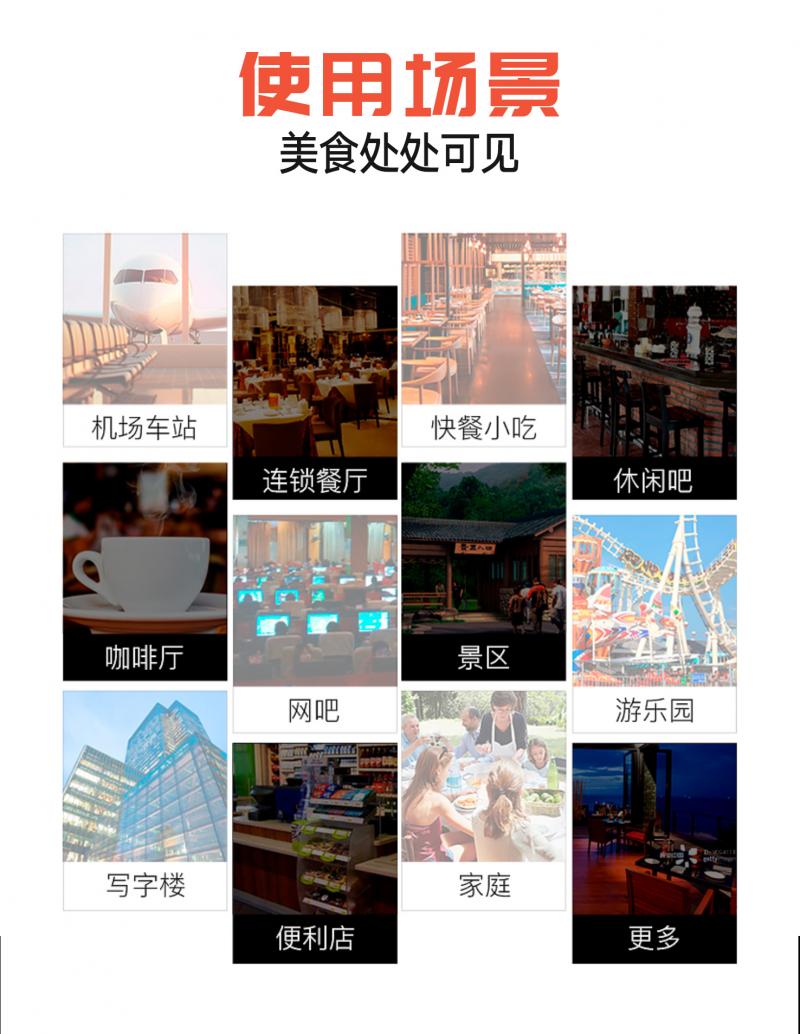 使用场景
美食处处可见
机场车站
连锁餐厅
快餐小吃
休闲吧
咖啡厅
网吧
景区
游乐园
写字楼
便利店
家庭
更多